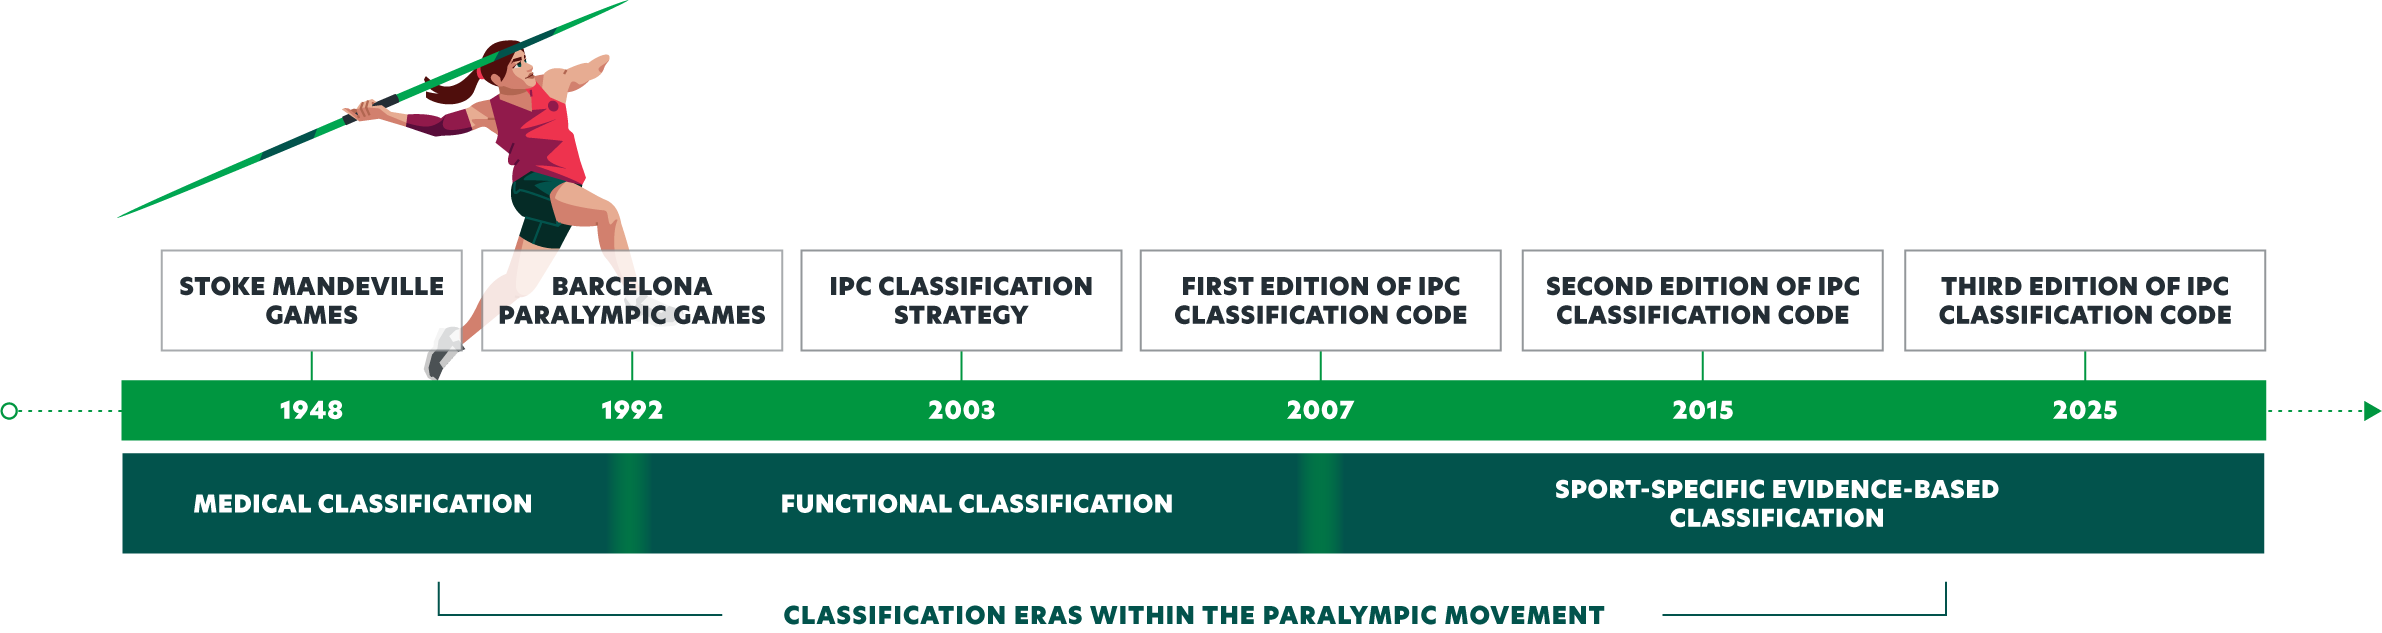 STOKE MANDEVILLE
GAMES
BARCELONA
PARALYMPIC GAMES
IPC CLASSIFICATION
STRATEGY
FIRST EDITION OF IPC
CLASSIFICATION CODE
SECOND EDITION OF IPC
CLASSIFICATION CODE
THIRD EDITION OF IPC
CLASSIFICATION CODE
1948
1992
2003
2007
2015
2025
MEDICAL CLASSIFICATION
FUNCTIONAL CLASSIFICATION
SPORT-SPECIFIC EVIDENCE-BASED
CLASSIFICATION
CLASSIFICATION ERAS WITHIN THE PARALYMPIC MOVEMENT